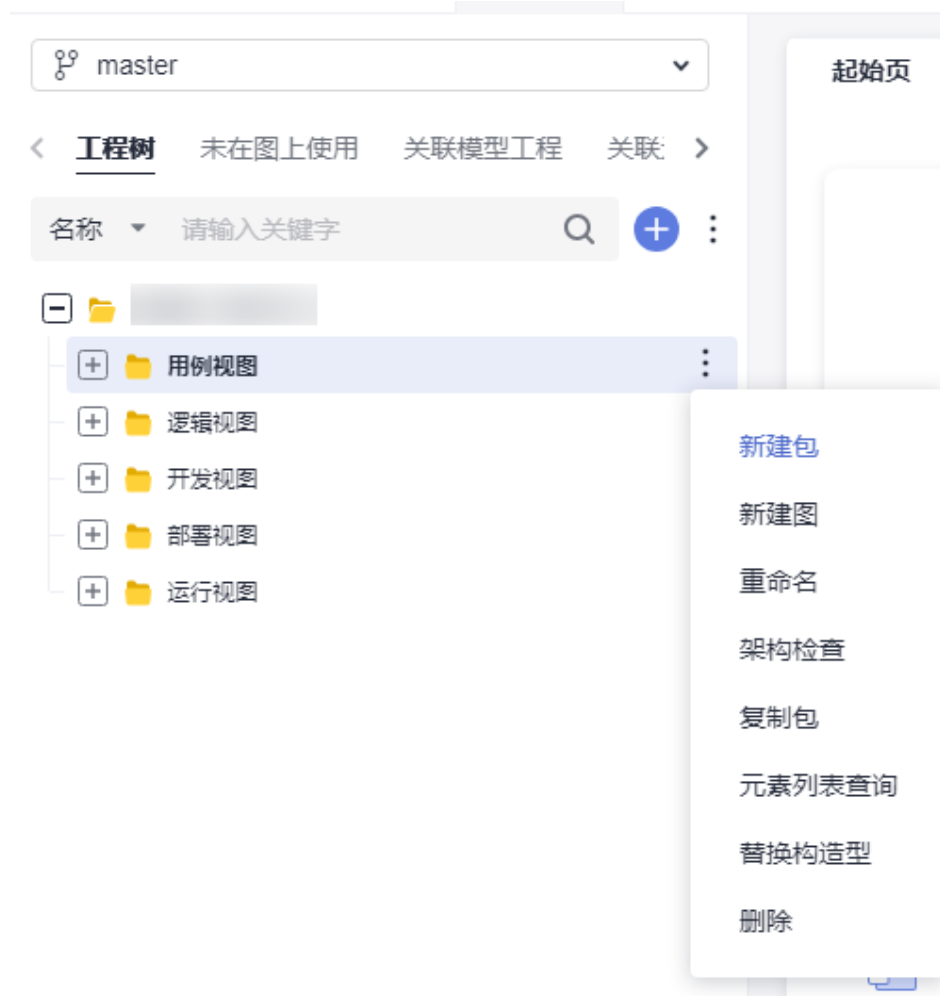 master
起始页
工程树 未在图上使用 关联模型工程 关联
名称 请输入关键字
用例视图
逻辑视图
开发视图
部署视图
运行视图
新建包
新建图
重命名
架构检查
复制包
元素列表查询
替换构造型
删除